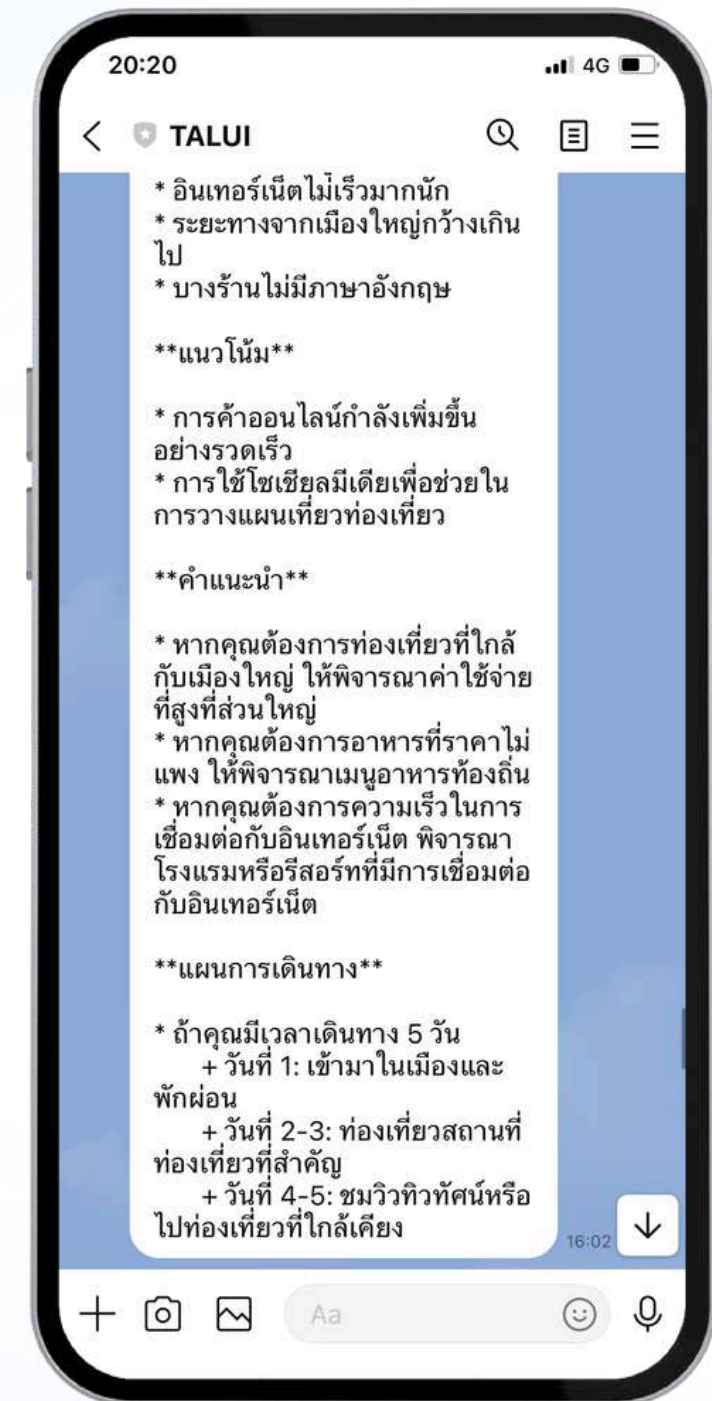 20:20
4G
TALUI
* อินเทอร์เน็ตไม่เร็วมากนัก
* ระยะทางจากเมืองใหญ่กว้างเกิน
ไป
* บางร้านไม่มีภาษาอังกฤษ
**แนวโน้ม**
* การค้าออนไลน์กำลังเพิ่มขึ้น
อย่างรวดเร็ว
* การใช้โซเชียลมีเดียเพื่อช่วยใน
การวางแผนเที่ยวท่องเที่ยว
**คำแนะนำ**
* หากคุณต้องการท่องเที่ยวที่ใกล้
กับเมืองใหญ่ ให้พิจารณาค่าใช้จ่าย
ที่สูงที่ส่วนใหญ่
* หากคุณต้องการอาหารที่ราคาไม่
แพง ให้พิจารณาเมนูอาหารท้องถิ่น
* หากคุณต้องการความเร็วในการ
เชื่อมต่อกับอินเทอร์เน็ต พิจารณา
โรงแรมหรือรีสอร์ทที่มีการเชื่อมต่อ
กับอินเทอร์เน็ต
**แผนการเดินทาง**
* ถ้าคุณมีเวลาเดินทาง 5 วัน
+ วันที่ 1: เข้ามาในเมืองและ
พักผ่อน
+ วันที่ 2-3: ท่องเที่ยวสถานที่
ท่องเที่ยวที่สำคัญ
+ วันที่ 4-5: ชมวิวทิวทัศน์หรือ
ไปท่องเที่ยวที่ใกล้เคียง
16:02
Aa